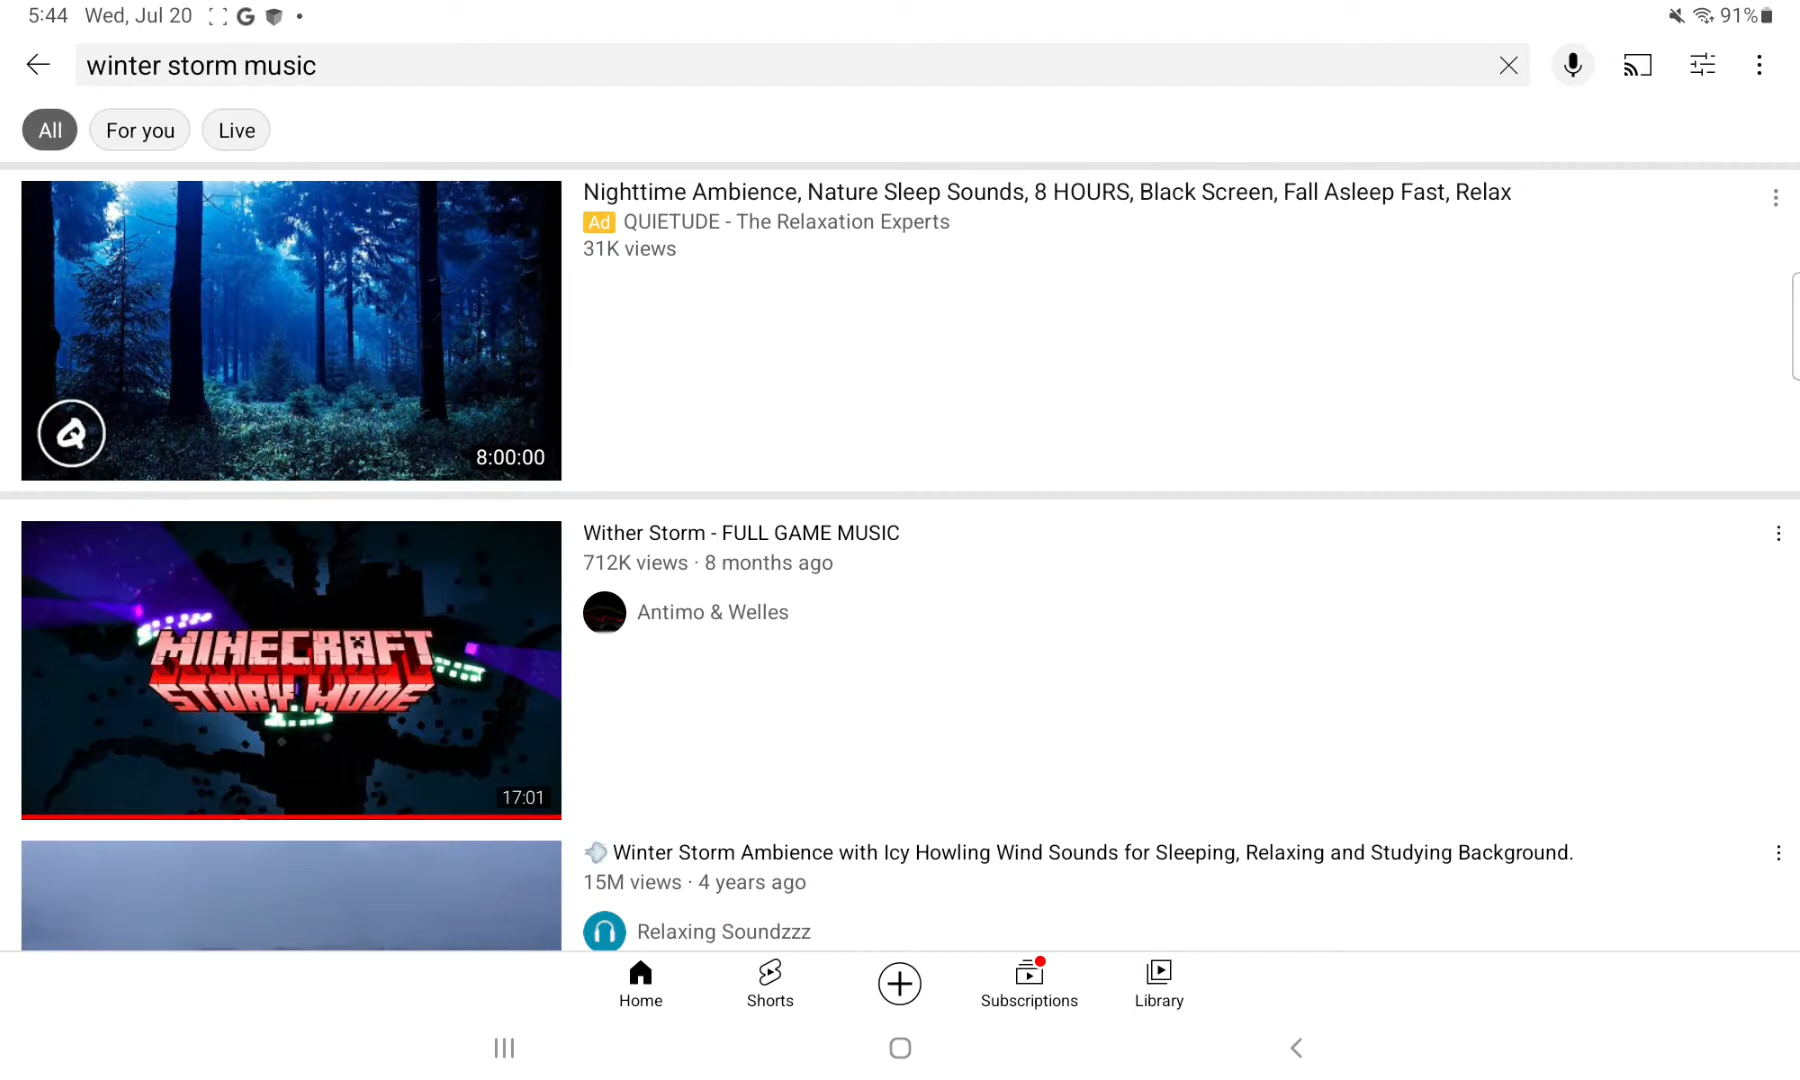 5:44 Wed, Jul 20 G 91%
winter storm music
All For you Live
Nighttime Ambience, Nature Sleep Sounds, 8 HOURS, Black Screen, Fall Asleep Fast, Relax
Ad QUIETUDE - The Relaxation Experts
31K views
Q
8:00:00
Wither Storm - FULL GAME MUSIC
712K views · 8 months ago
Antimo & Welles
MINECRAFT
STORY MODE
17:01
Winter Storm Ambience with Icy Howling Wind Sounds for Sleeping, Relaxing and Studying Background.
15M views · 4 years ago
Relaxing Soundzzz
Home Shorts Subscriptions Library